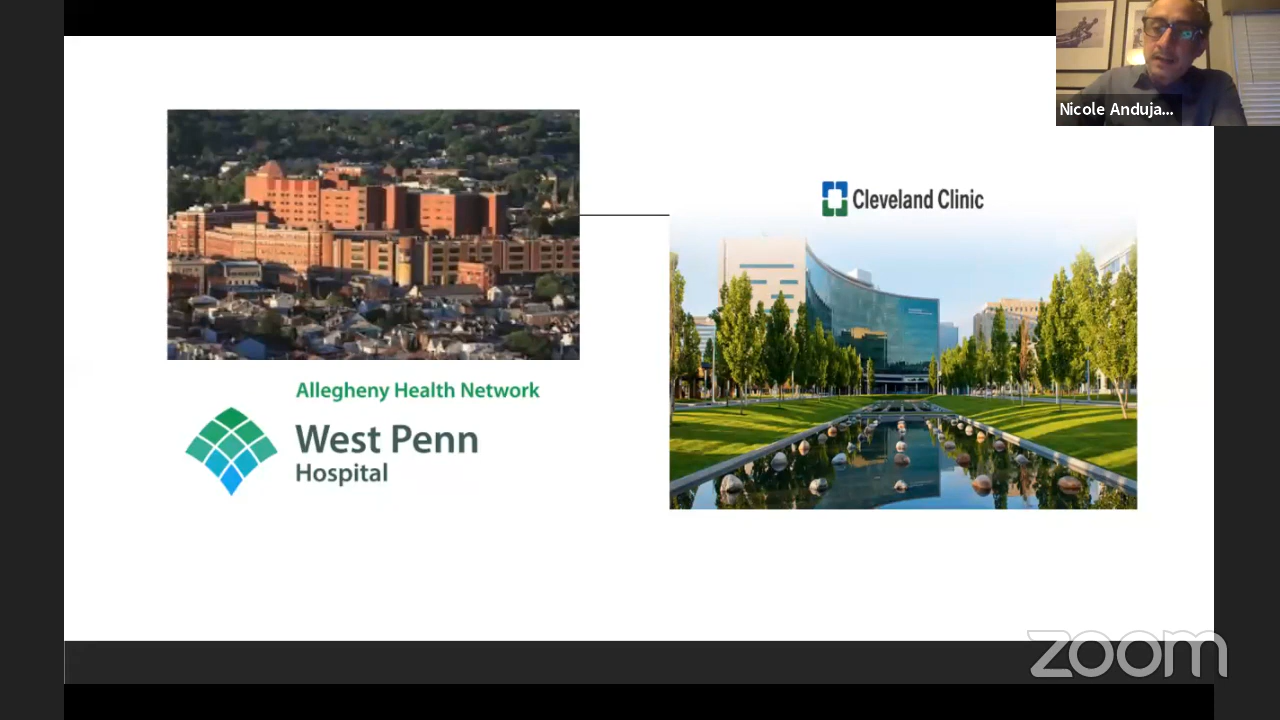 Nicole Anduja...
Cleveland Clinic
Allegheny Health Network
West Penn
Hospital
zoom